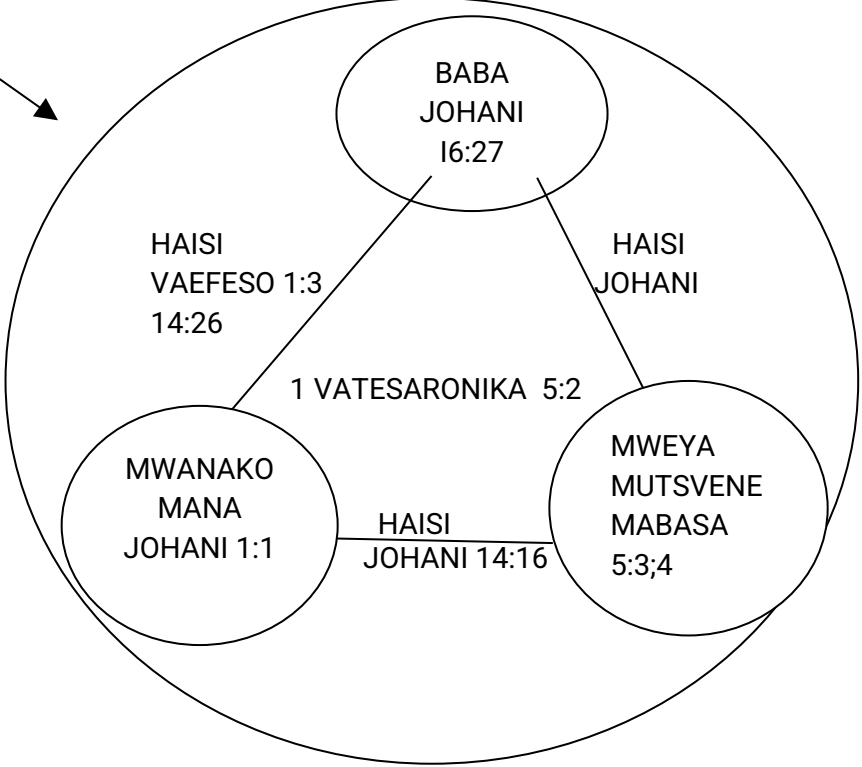 BABA
JOHANI
I6:27
HAISI
VAEFESO 1:3
14:26
HAISI
JOHANI
1 VATESARONIKA 5:2
MWANAKO
MANA
JOHANI 1:1
HAISI
JOHANI 14:16
MWEYA
MUTSVENE
MABASA
5:3;4